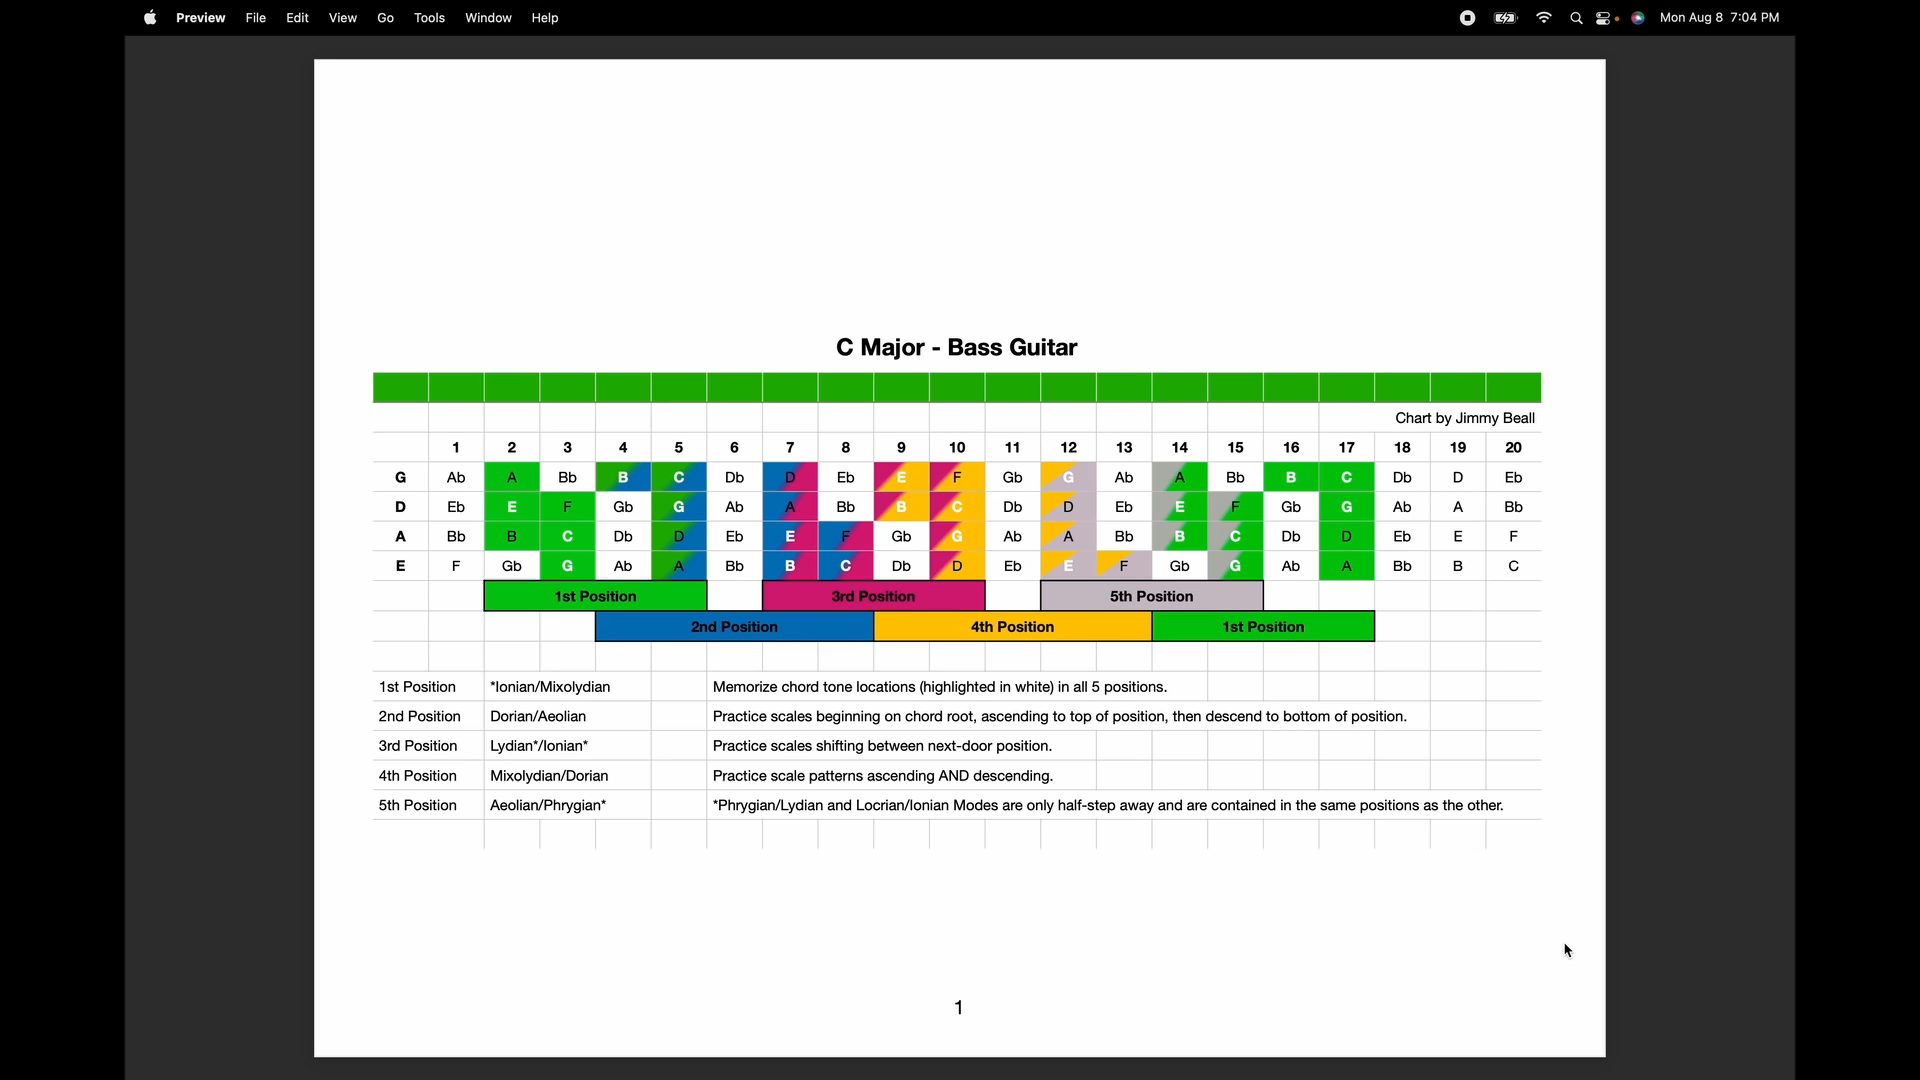 Preview File Edit View Go Tools Window Help Mon Aug 8 7:04 PM
C Major - Bass Guitar
Chart by Jimmy Beall
1 2 3 4 5 6 7 8 9 10 11 12 13 14 15 16 17 18 19 20
G Ab A Bb B C Db D Eb E F Gb G Ab A Bb B C Db D Eb
D Eb E F Gb G Ab A Bb B C Db D Eb E F Gb G Ab A Bb
A Bb B C Db D Eb E F Gb G Ab A Bb B C Db D Eb E F
E F Gb G Ab A Bb B C Db D Eb E F Gb G Ab A Bb B C
1st Position 3rd Position 5th Position
2nd Position 4th Position 1st Position
1st Position *Ionian/Mixolydian Memorize chord tone locations (highlighted in white) in all 5 positions.
2nd Position Dorian/Aeolian Practice scales beginning on chord root, ascending to top of position, then descend to bottom of position.
3rd Position Lydian*/Ionian* Practice scales shifting between next-door position.
4th Position Mixolydian/Dorian Practice scale patterns ascending AND descending.
5th Position Aeolian/Phrygian* *Phrygian/Lydian and Locrian/Ionian Modes are only half-step away and are contained in the same positions as the other.
1